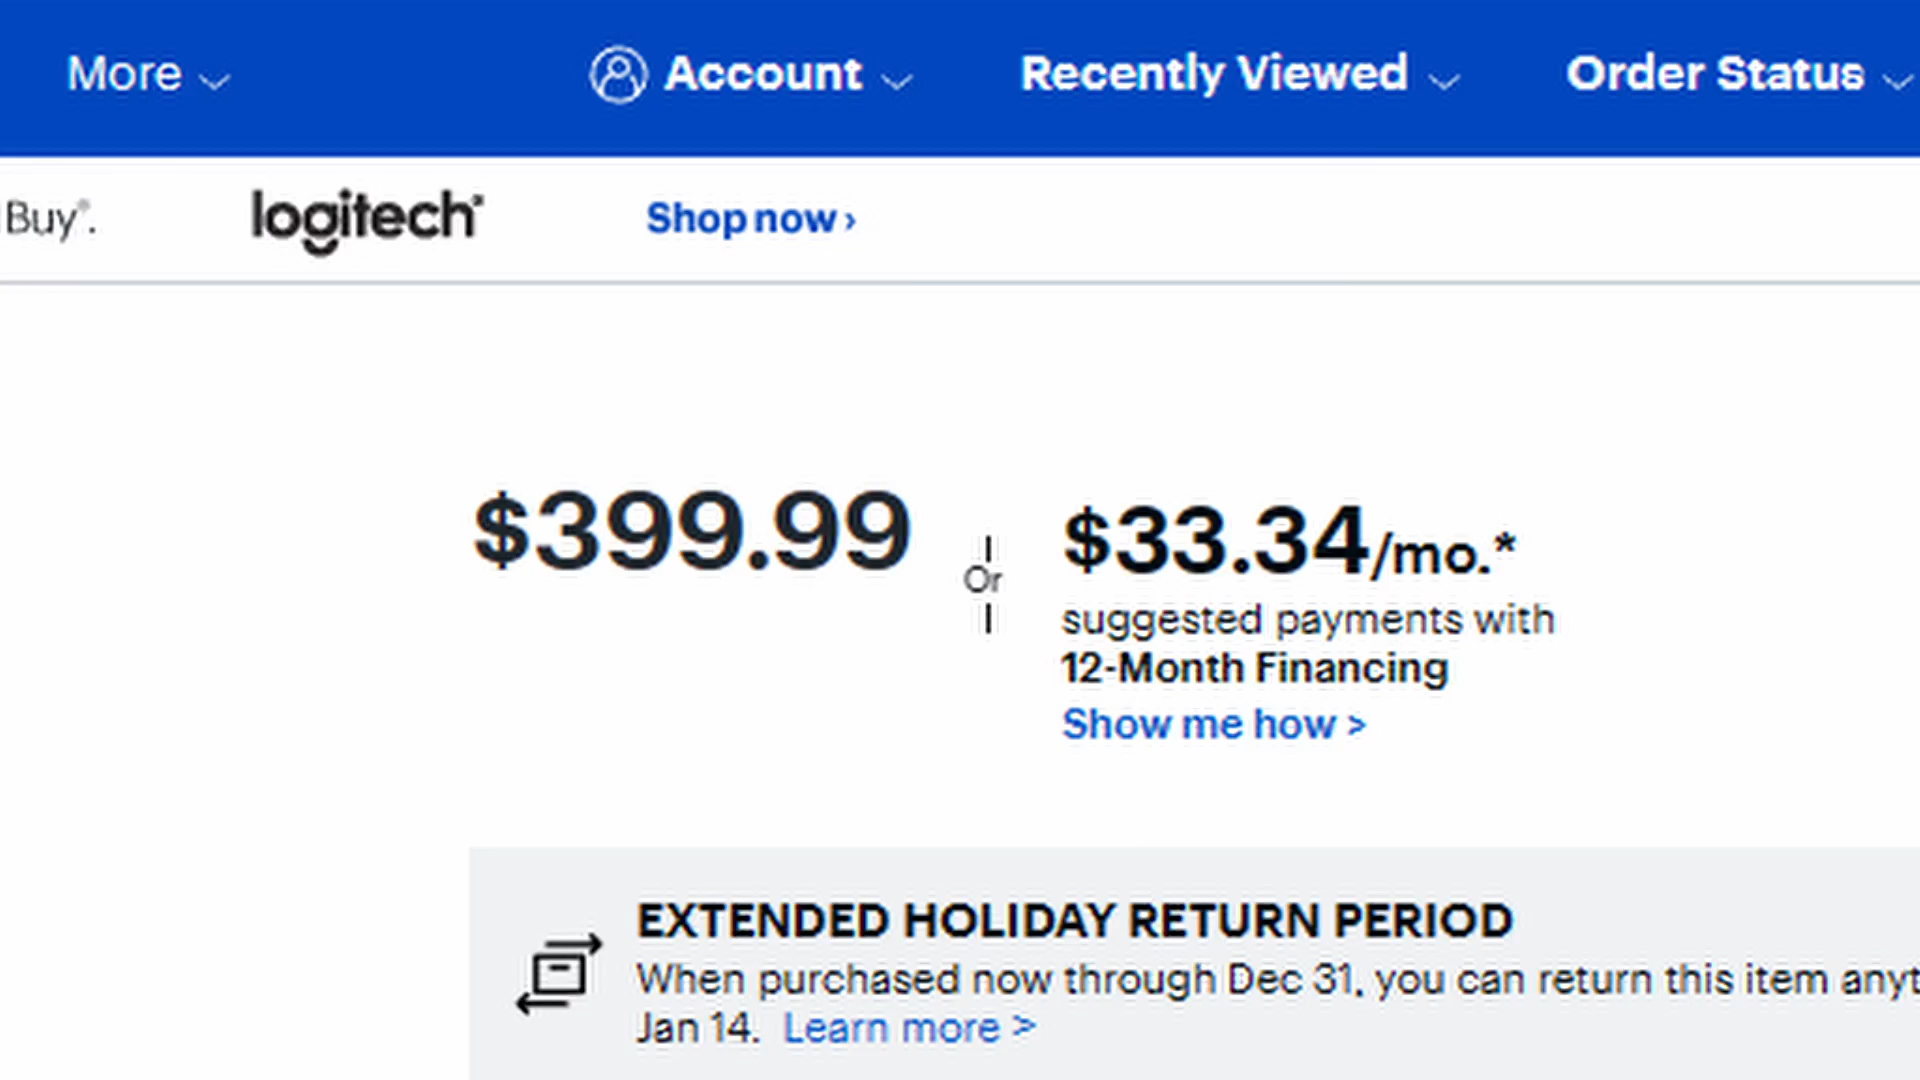 More Account Recently Viewed Order Status
Buy®. logitech Shop now ›
$399.99
Or
$33.34/mo.*
suggested payments with
12-Month Financing
Show me how >
EXTENDED HOLIDAY RETURN PERIOD
When purchased now through Dec 31, you can return this item anyt
Jan 14. Learn more >